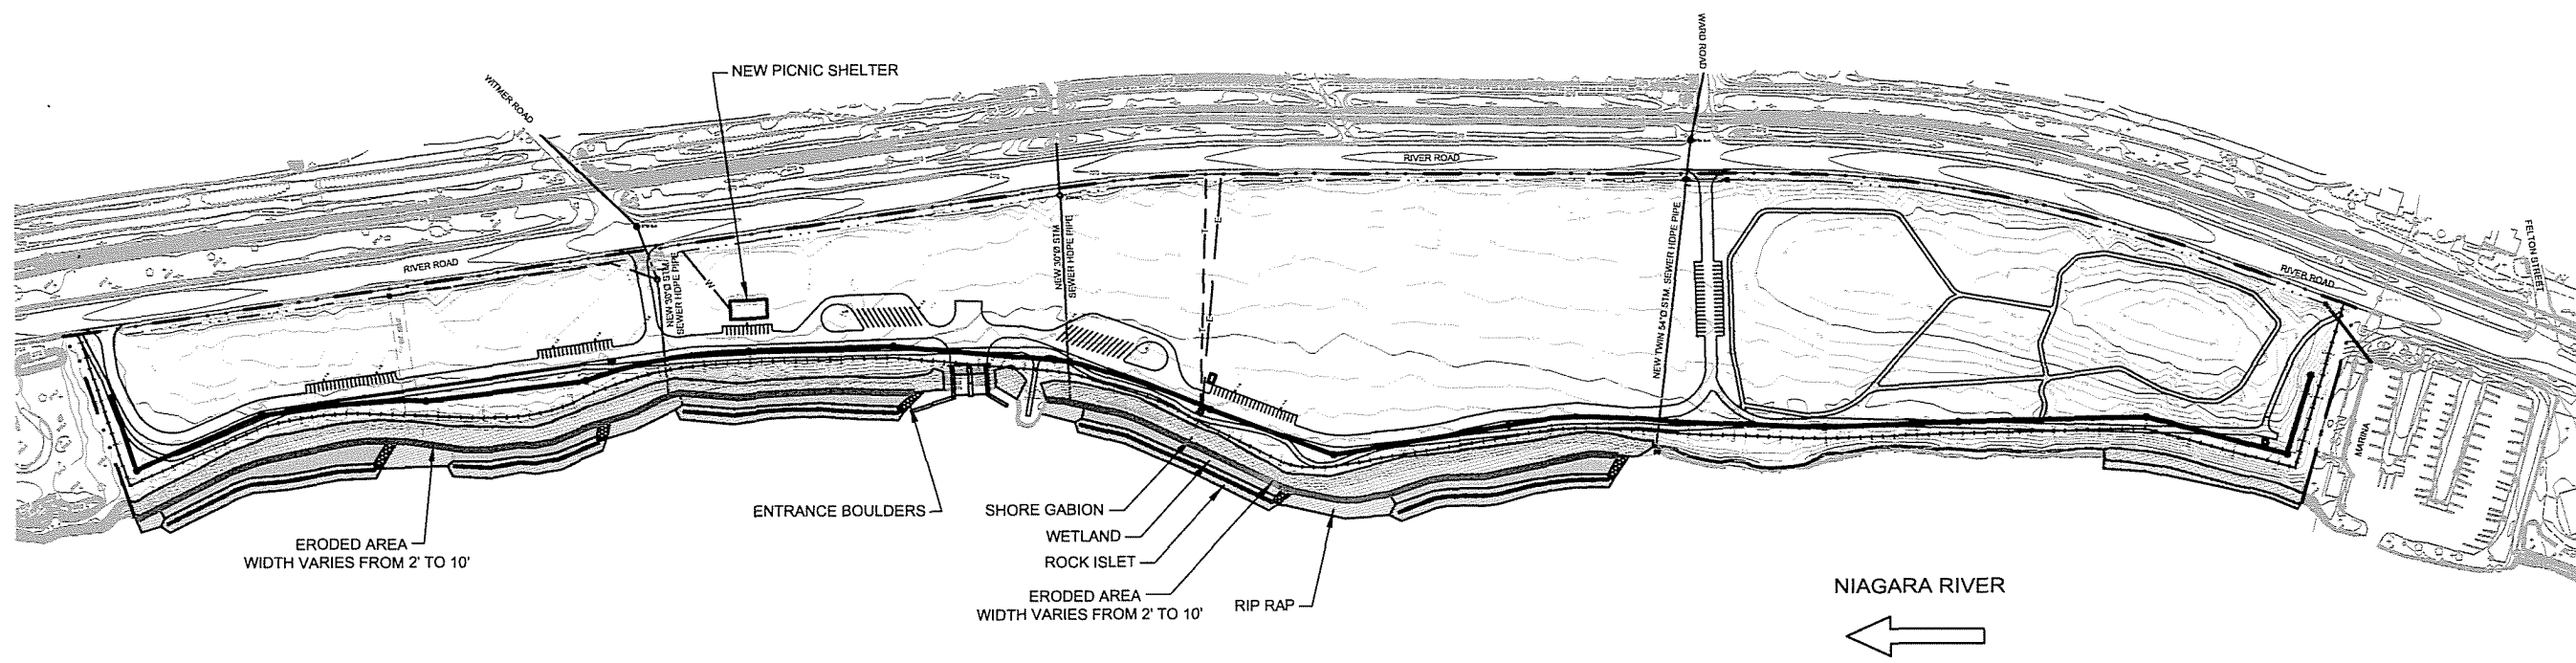 NEW PICNIC SHELTER
WITMER ROAD
WARD ROAD
RIVER ROAD
RIVER ROAD
RIVER ROAD
FELTON STREET
NEW 30"Ø STM
SEWER HDPE PIPE
NEW 30"Ø STM
SEWER HDPE PIPE
NEW TWIN 54"Ø STM. SEWER HDPE PIPE
W
T
E
T
E
MARINA
ENTRANCE BOULDERS
SHORE GABION
WETLAND
ROCK ISLET
ERODED AREA
WIDTH VARIES FROM 2' TO 10'
ERODED AREA
WIDTH VARIES FROM 2' TO 10'
RIP RAP
NIAGARA RIVER